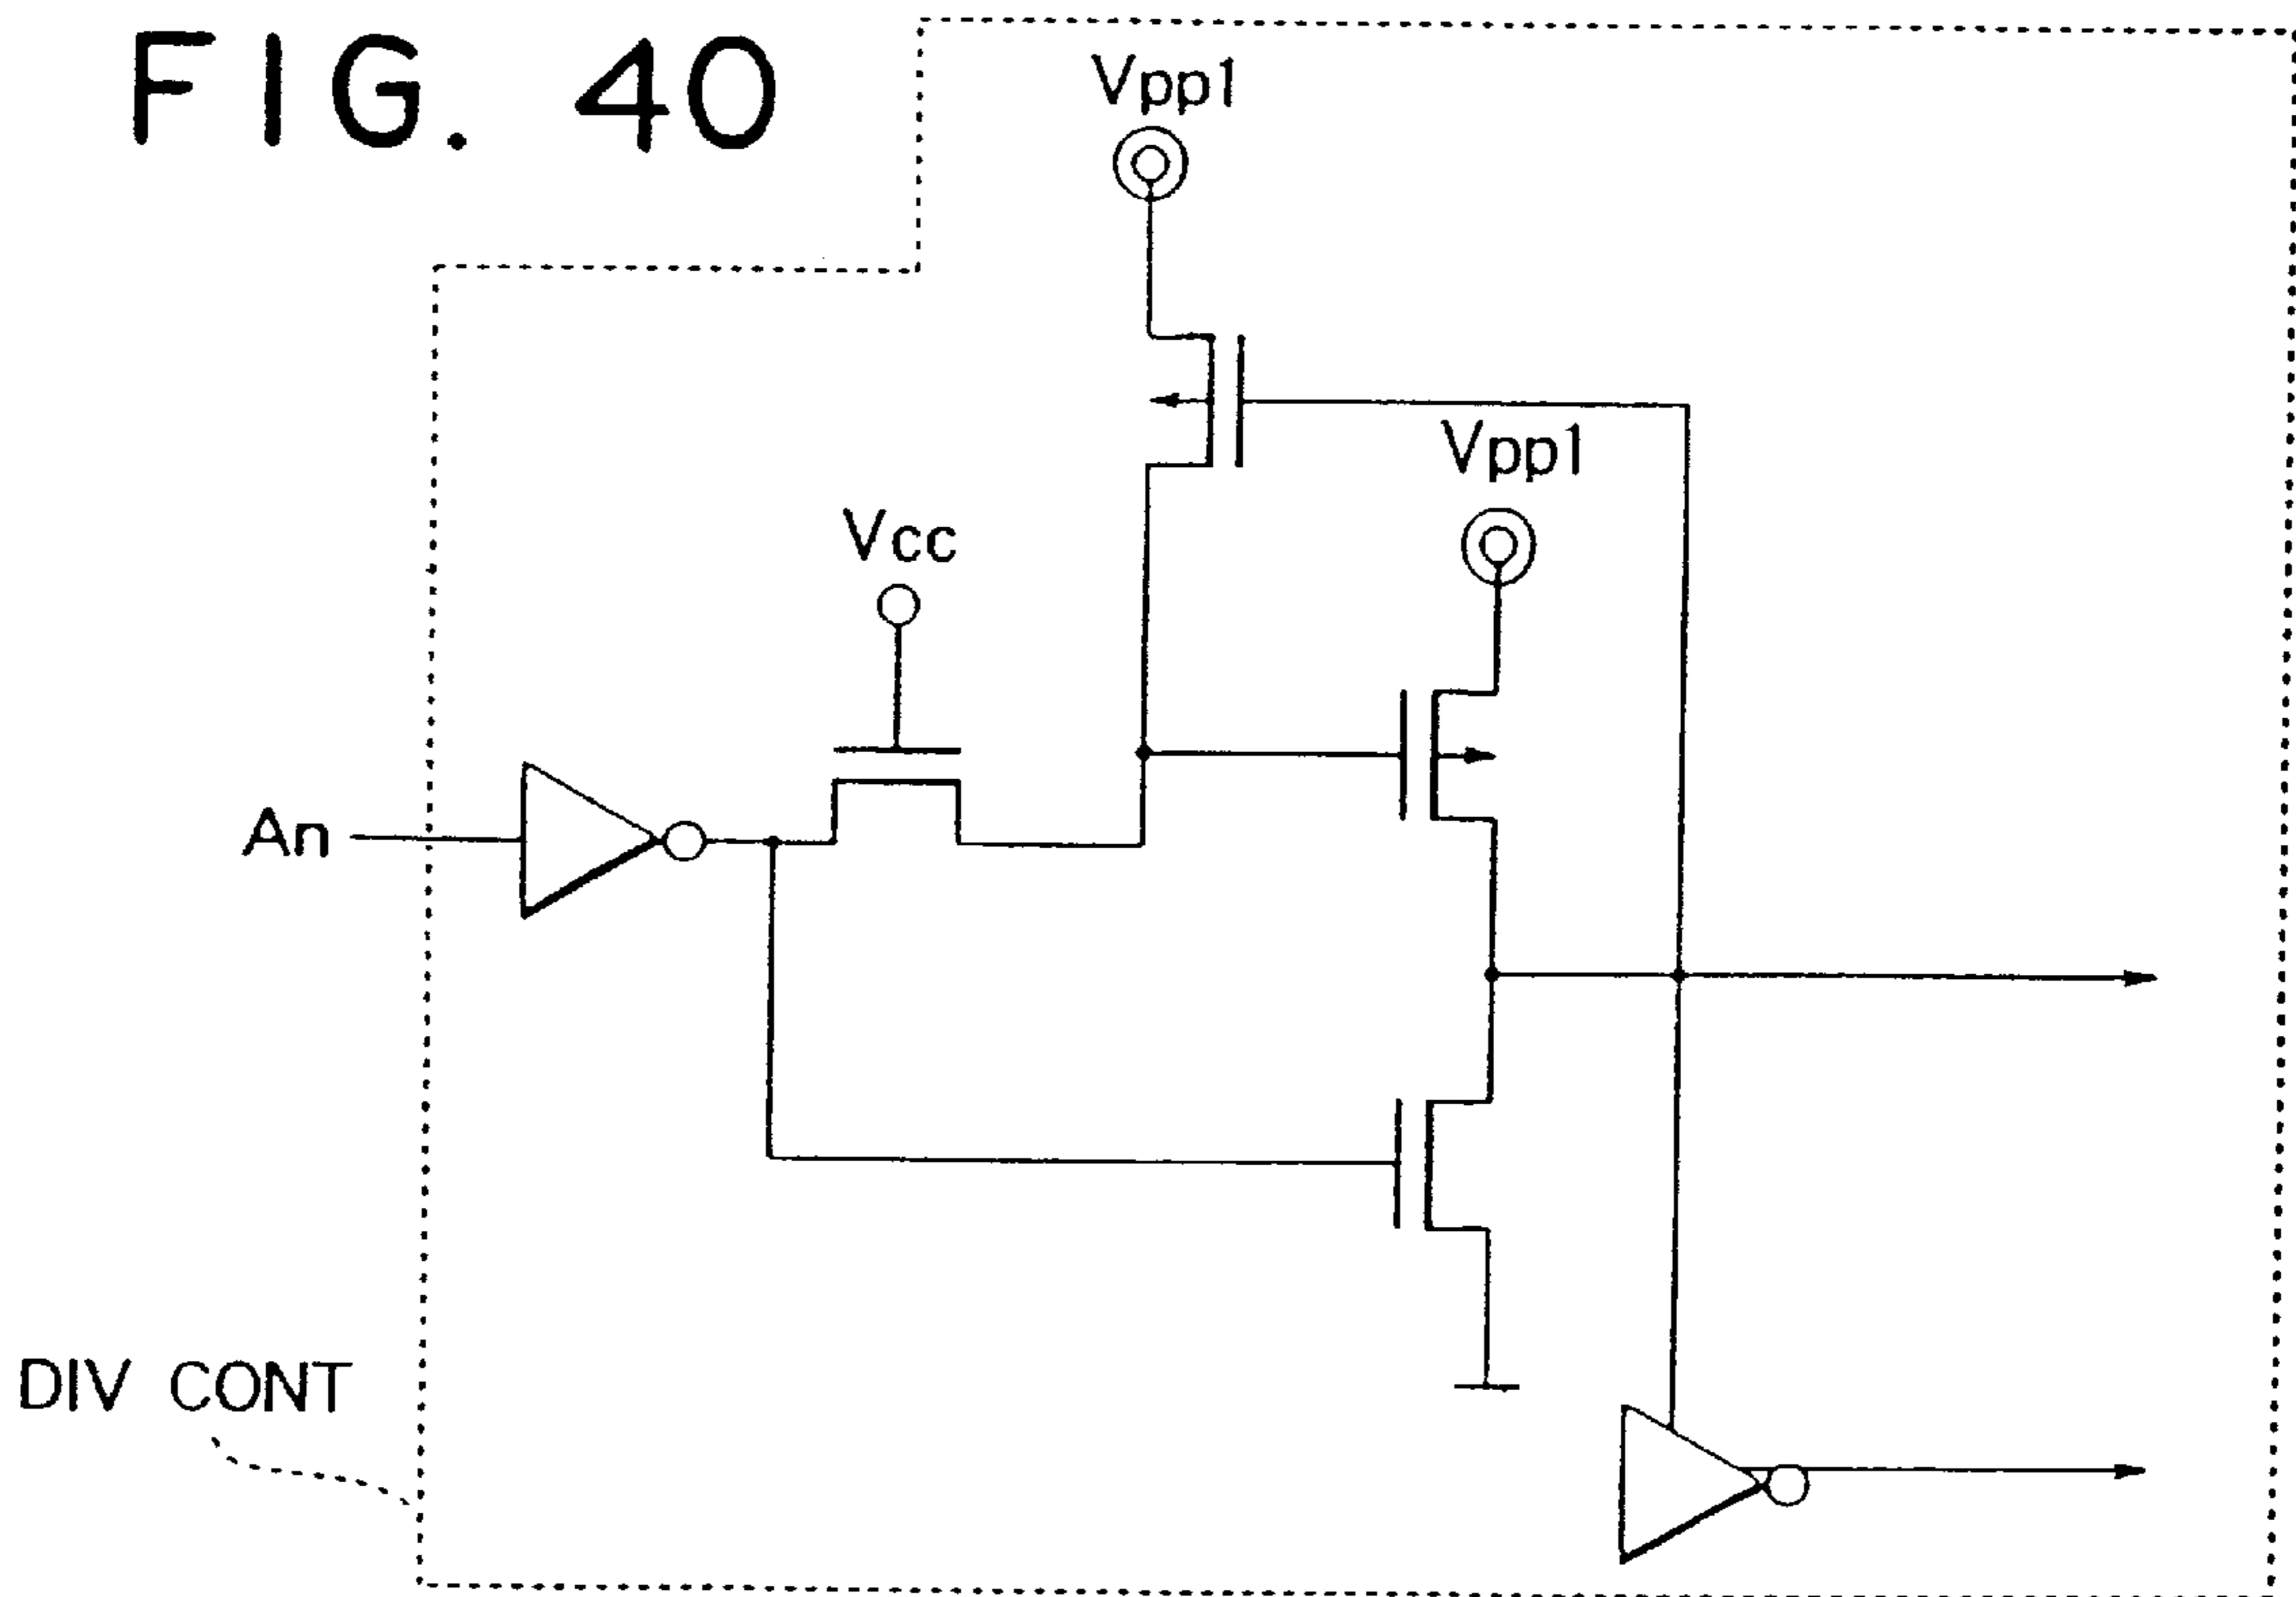 FIG. 40
Vpp1
Vpp1
Vcc
An
DIV CONT